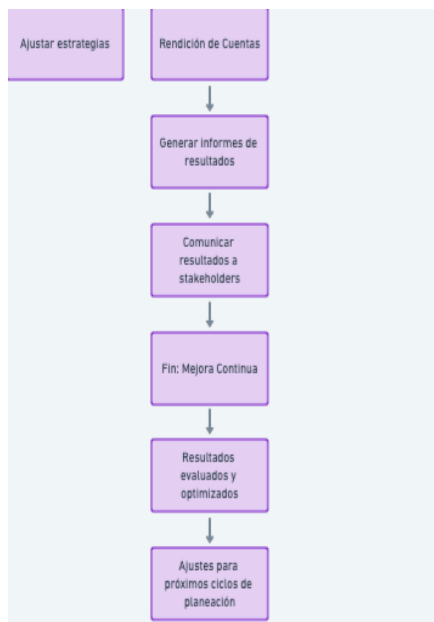 Ajustar estrategias
Rendición de Cuentas
Generar informes de
resultados
Comunicar
resultados a
stakeholders
Fin: Mejora Continua
Resultados
evaluados y
optimizados
Ajustes para
próximos ciclos de
planeación